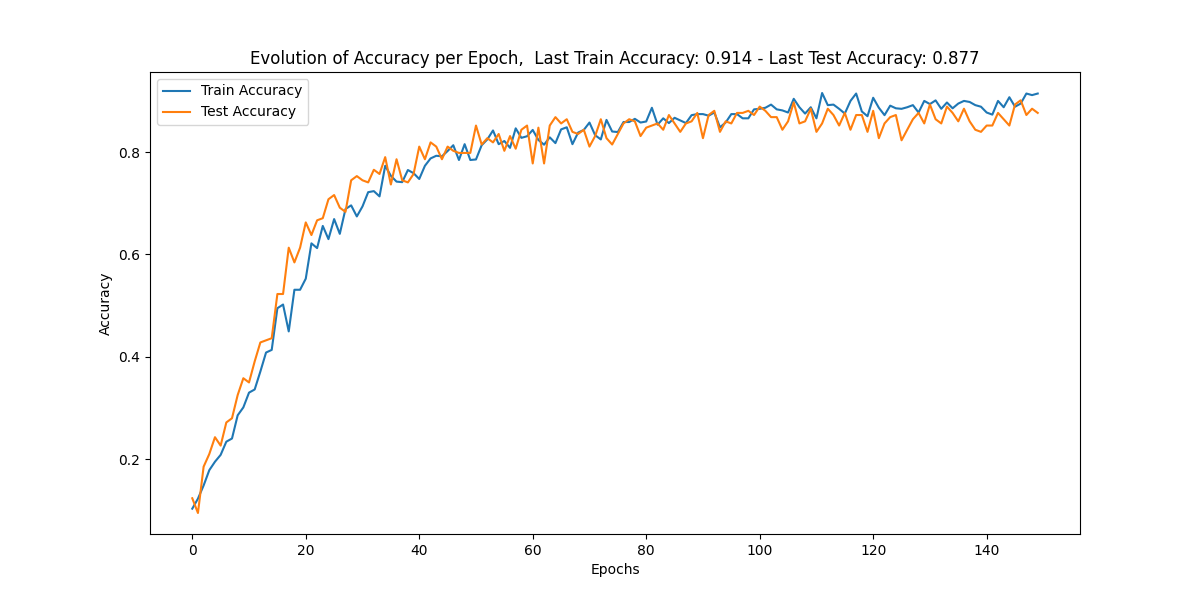 Evolution of Accuracy per Epoch,  Last Train Accuracy: 0.914 - Last Test Accuracy: 0.877
Train Accuracy
Test Accuracy
Accuracy
0.8
0.6
0.4
0.2
0 20 40 60 80 100 120 140
Epochs